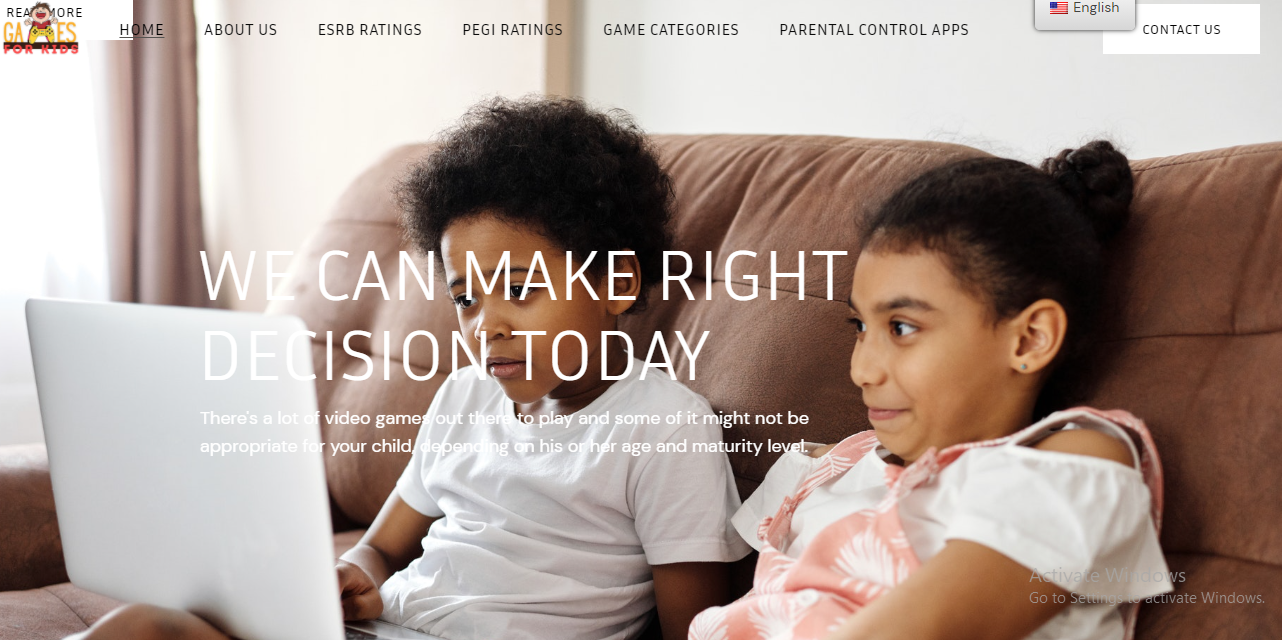 READ MORE
GAMES
FOR KIDS
HOME
ABOUT US
ESRB RATINGS
PEGI RATINGS
GAME CATEGORIES
PARENTAL CONTROL APPS
English
CONTACT US
WE CAN MAKE RIGHT
DECISION TODAY
There's a lot of video games out there to play and some of it might not be
appropriate for your child, depending on his or her age and maturity level.
Activate Windows
Go to Settings to activate Windows.